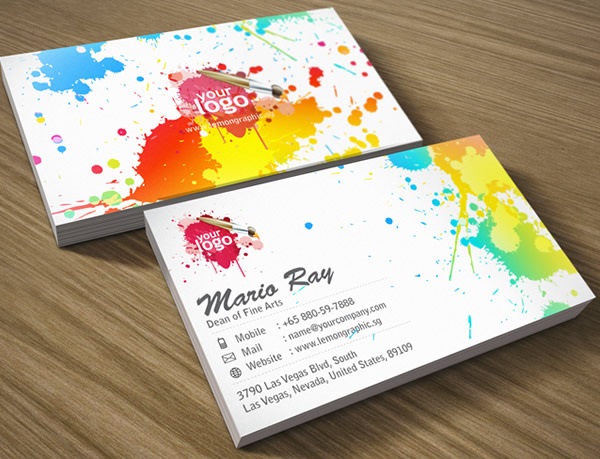 your
logo
www.lemongraphic
your
logo
Mario Ray
Dean of Fine Arts
Mobile : +65 880-59-7888
Mail : name@yourcompany.com
Website : www.lemongraphic.sg
3790 Las Vegas Blvd, South
Las Vegas, Nevada, United States, 89109